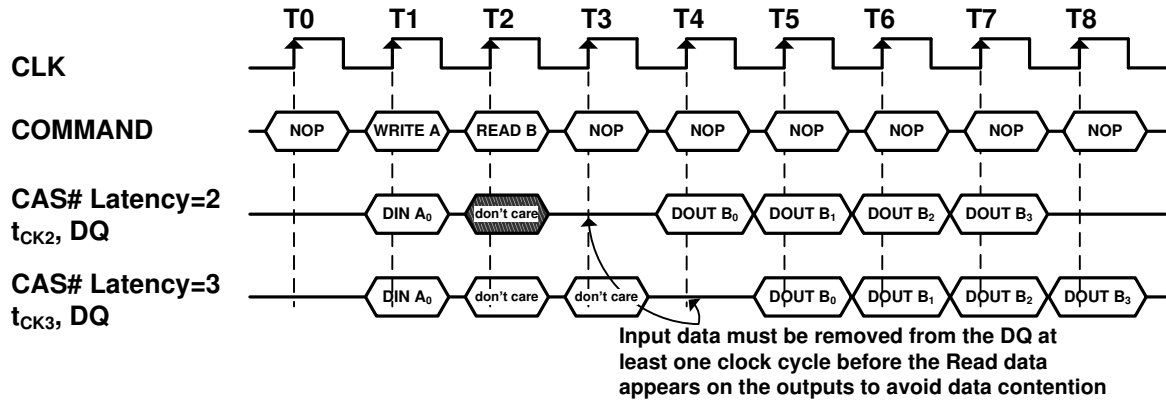 T0 T1 T2 T3 T4 T5 T6 T7 T8
CLK
COMMAND NOP WRITE A READ B NOP NOP NOP NOP NOP NOP
CAS# Latency=2
tCK2, DQ
DIN A0 don't care DOUT B0 DOUT B1 DOUT B2 DOUT B3
CAS# Latency=3
tCK3, DQ
DIN A0 don't care don't care DOUT B0 DOUT B1 DOUT B2 DOUT B3
Input data must be removed from the DQ at
least one clock cycle before the Read data
appears on the outputs to avoid data contention